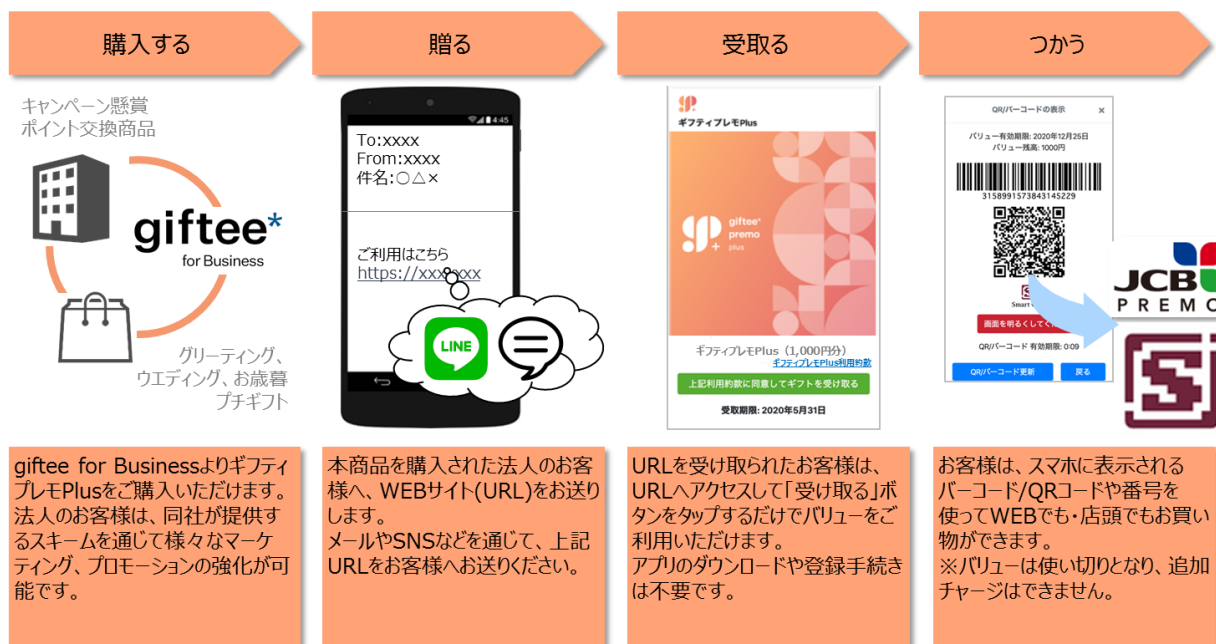 購入する
贈る
受取る
つかう
キャンペーン懸賞
ポイント交換商品
giftee*
for Business
グリーティング、
ウエディング、お歳暮
プチギフト
4:45
To:xxxx
From:xxxx
件名:○△×
ご利用はこちら
https://xxxxxxx
LINE
ギフティプレモPlus
giftee*
premo
plus
ギフティプレモPlus（1,000円分）
ギフティプレモPlus利用約款
上記利用約款に同意してギフトを受け取る
受取期限: 2020年5月31日
QR/バーコードの表示 ×
バリュー有効期限: 2020年12月25日
バリュー残高: 1000円
3158991573843145229
Smart
画面を明るくしてく
QR/バーコード 有効期限: 0:09
QR/バーコード更新
戻る
JCB
PREMO
giftee for Businessよりギフティ
プレモPlusをご購入いただけます。
法人のお客様は、同社が提供す
るスキームを通じて様々なマーケ
ティング、プロモーションの強化が可
能です。
本商品を購入された法人のお客
様へ、WEBサイト(URL)をお送り
します。
メールやSNSなどを通じて、上記
URLをお客様へお送りください。
URLを受け取られたお客様は、
URLへアクセスして「受け取る」ボ
タンをタップするだけでバリューをご
利用いただけます。
アプリのダウンロードや登録手続き
は不要です。
お客様は、スマホに表示される
バーコード/QRコードや番号を
使ってWEBでも・店頭でもお買い
物ができます。
※バリューは使い切りとなり、追加
チャージはできません。